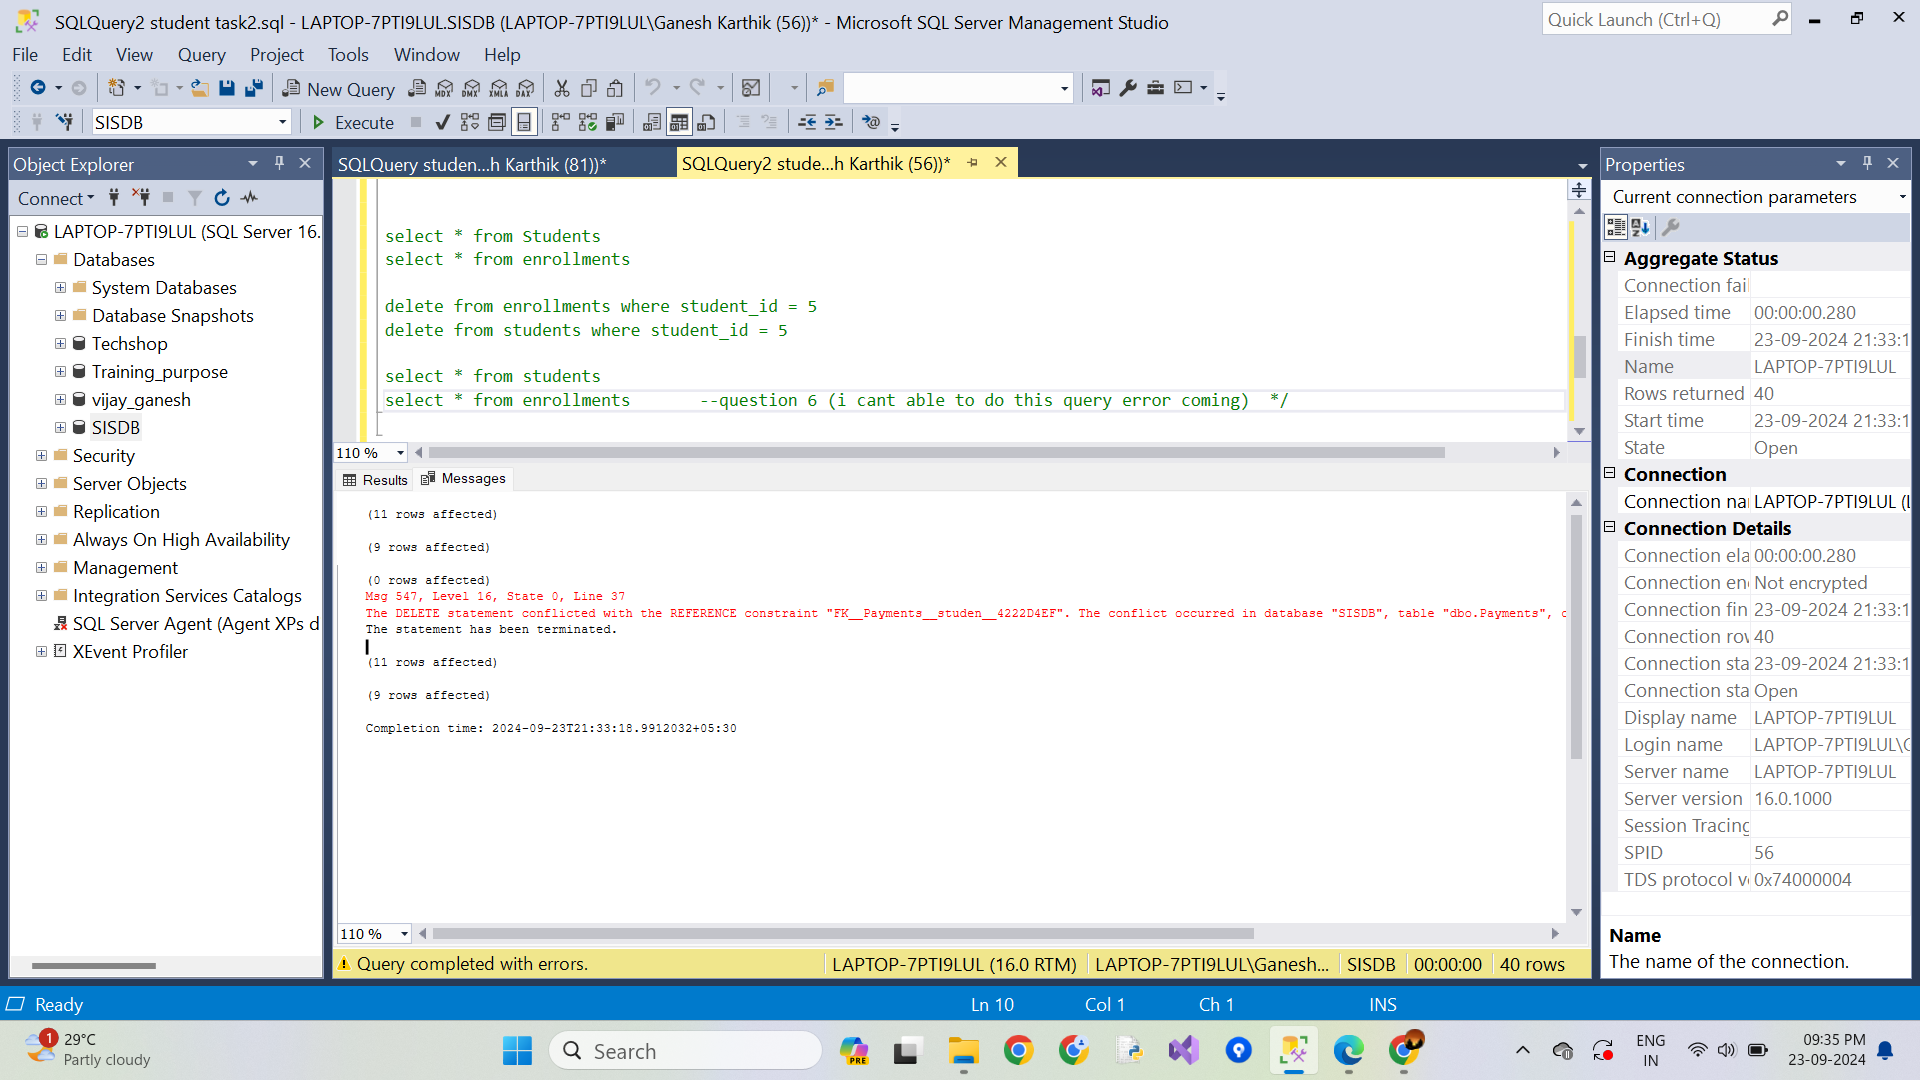 SQLQuery2 student task2.sql - LAPTOP-7PTI9LUL.SISDB (LAPTOP-7PTI9LUL\Ganesh Karthik (56))* - Microsoft SQL Server Management Studio
Quick Launch (Ctrl+Q)
File Edit View Query Project Tools Window Help
New Query MDX DMX XMLA DAX
SISDB Execute
Object Explorer
Connect
LAPTOP-7PTI9LUL (SQL Server 16.
Databases
System Databases
Database Snapshots
Techshop
Training_purpose
vijay_ganesh
SISDB
Security
Server Objects
Replication
Always On High Availability
Management
Integration Services Catalogs
SQL Server Agent (Agent XPs d
XEvent Profiler
SQLQuery studen...h Karthik (81))*
SQLQuery2 stude...h Karthik (56))*
select * from Students
select * from enrollments
delete from enrollments where student_id = 5
delete from students where student_id = 5
select * from students
select * from enrollments --question 6 (i cant able to do this query error coming) */
110 %
Results Messages
(11 rows affected)
(9 rows affected)
(0 rows affected)
Msg 547, Level 16, State 0, Line 37
The DELETE statement conflicted with the REFERENCE constraint "FK__Payments__studen__4222D4EF". The conflict occurred in database "SISDB", table "dbo.Payments", c
The statement has been terminated.
(11 rows affected)
(9 rows affected)
Completion time: 2024-09-23T21:33:18.9912032+05:30
110 %
Query completed with errors. LAPTOP-7PTI9LUL (16.0 RTM) LAPTOP-7PTI9LUL\Ganesh... SISDB 00:00:00 40 rows
Properties
Current connection parameters
Aggregate Status
Connection fail
Elapsed time 00:00:00.280
Finish time 23-09-2024 21:33:1
Name LAPTOP-7PTI9LUL
Rows returned 40
Start time 23-09-2024 21:33:1
State Open
Connection
Connection nai LAPTOP-7PTI9LUL (L
Connection Details
Connection ela 00:00:00.280
Connection en Not encrypted
Connection fin 23-09-2024 21:33:1
Connection rov 40
Connection sta 23-09-2024 21:33:1
Connection sta Open
Display name LAPTOP-7PTI9LUL
Login name LAPTOP-7PTI9LUL\G
Server name LAPTOP-7PTI9LUL
Server version 16.0.1000
Session Tracing
SPID 56
TDS protocol ve 0x74000004
Name
The name of the connection.
Ready Ln 10 Col 1 Ch 1 INS
1
29°C
Partly cloudy
Search
PRE
ENG
IN
09:35 PM
23-09-2024